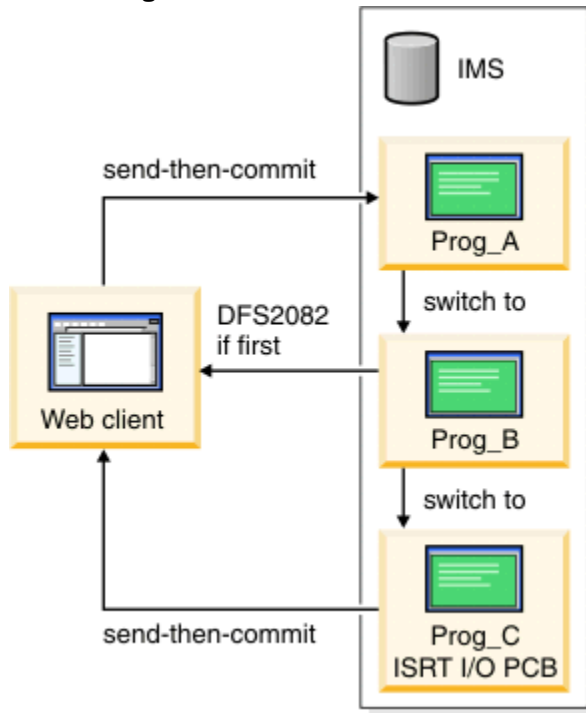 IMS
send-then-commit
Prog_A
switch to
DFS2082
if first
Web client
Prog_B
switch to
send-then-commit
Prog_C
ISRT I/O PCB